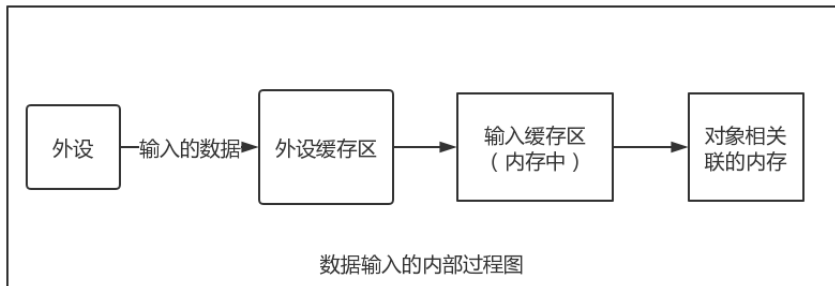 外设
输入的数据
外设缓存区
输入缓存区
（内存中）
对象相关
联的内存
数据输入的内部过程图